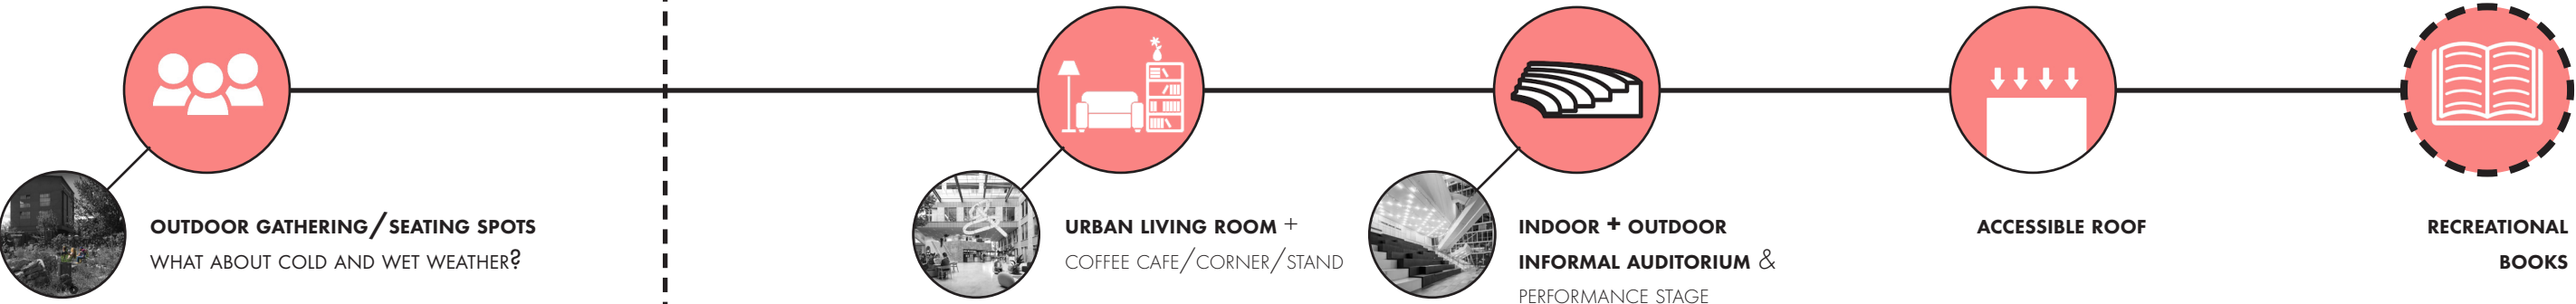 OUTDOOR GATHERING/SEATING SPOTS
WHAT ABOUT COLD AND WET WEATHER?
URBAN LIVING ROOM +
COFFEE CAFE/CORNER/STAND
INDOOR + OUTDOOR
INFORMAL AUDITORIUM &
PERFORMANCE STAGE
ACCESSIBLE ROOF
RECREATIONAL
BOOKS